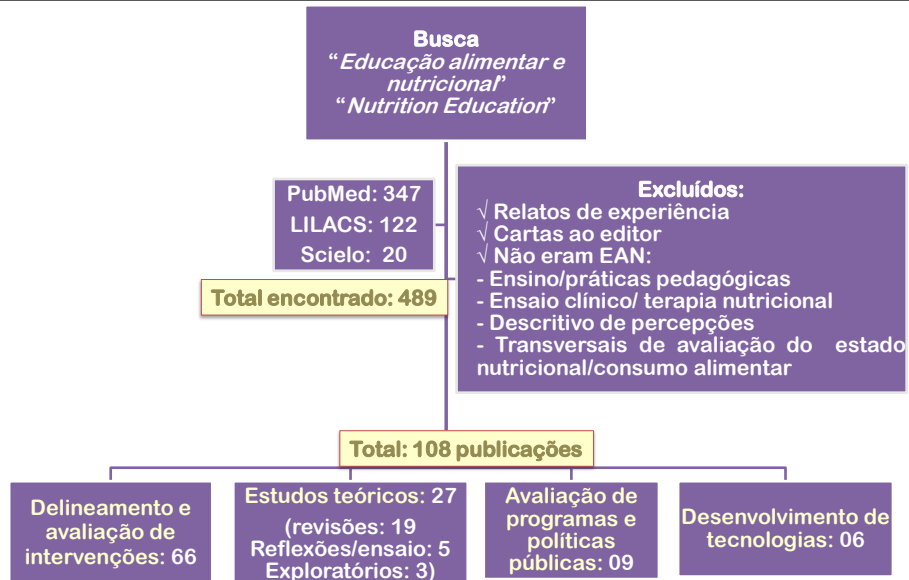 Busca
“Educação alimentar e
nutricional”
“Nutrition Education”
PubMed: 347
LILACS: 122
Scielo: 20
Total encontrado: 489
Excluídos:
√ Relatos de experiência
√ Cartas ao editor
√ Não eram EAN:
- Ensino/práticas pedagógicas
- Ensaio clínico/ terapia nutricional
- Descritivo de percepções
- Transversais de avaliação do estado
nutricional/consumo alimentar
Total: 108 publicações
Delineamento e
avaliação de
intervenções: 66
Estudos teóricos: 27
(revisões: 19
Reflexões/ensaio: 5
Exploratórios: 3)
Avaliação de
programas e
políticas
públicas: 09
Desenvolvimento de
tecnologias: 06